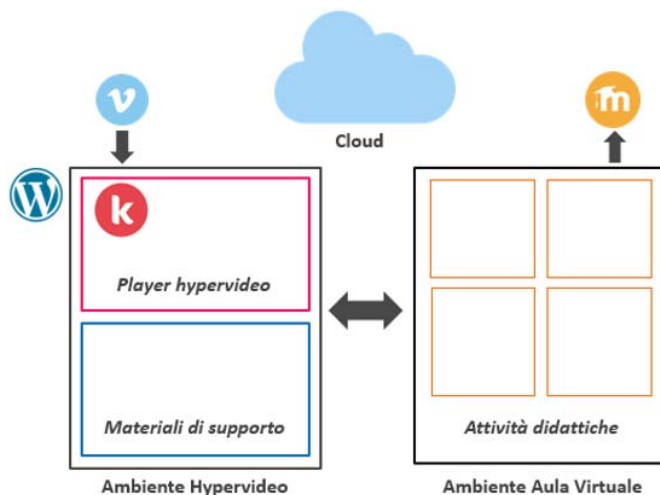 v
m
Cloud
W
k
Player hypervideo
Materiali di supporto
Attività didattiche
Ambiente Hypervideo
Ambiente Aula Virtuale